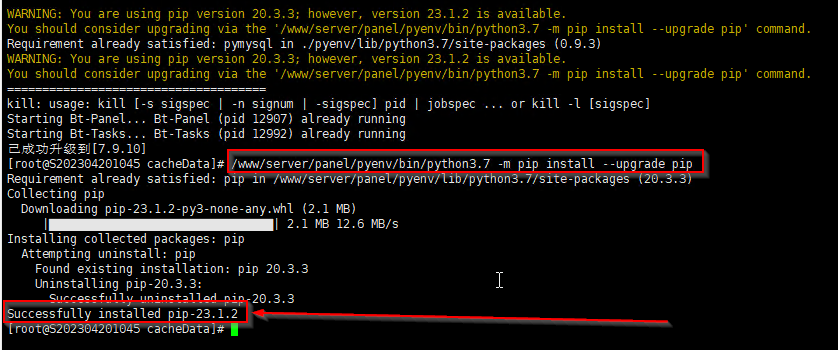 WARNING: You are using pip version 20.3.3; however, version 23.1.2 is available.
You should consider upgrading via the '/www/server/panel/pyenv/bin/python3.7 -m pip install --upgrade pip' command.
Requirement already satisfied: pymysql in ./pyenv/lib/python3.7/site-packages (0.9.3)
WARNING: You are using pip version 20.3.3; however, version 23.1.2 is available.
You should consider upgrading via the '/www/server/panel/pyenv/bin/python3.7 -m pip install --upgrade pip' command.
=====================================
kill: usage: kill [-s sigspec | -n signum | -sigspec] pid | jobspec ... or kill -l [sigspec]
Starting Bt-Panel... Bt-Panel (pid 12907) already running
Starting Bt-Tasks... Bt-Tasks (pid 12992) already running
已成功升级到[7.9.10]
[root@S202304201045 cacheData]# /www/server/panel/pyenv/bin/python3.7 -m pip install --upgrade pip
Requirement already satisfied: pip in /www/server/panel/pyenv/lib/python3.7/site-packages (20.3.3)
Collecting pip
Downloading pip-23.1.2-py3-none-any.whl (2.1 MB)
| | 2.1 MB 12.6 MB/s
Installing collected packages: pip
Attempting uninstall: pip
Found existing installation: pip 20.3.3
Uninstalling pip-20.3.3:
Successfully uninstalled pip-20.3.3
Successfully installed pip-23.1.2
[root@S202304201045 cacheData]#